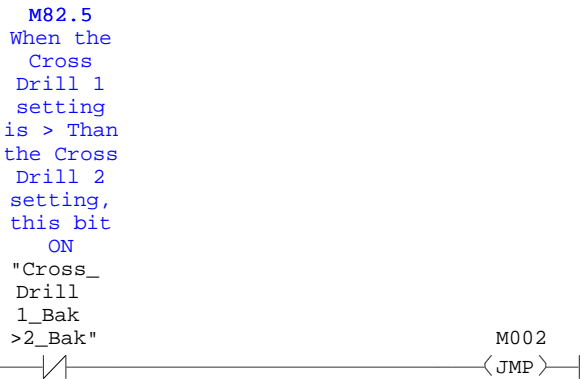 M82.5
When the
Cross
Drill 1
setting
is > Than
the Cross
Drill 2
setting,
this bit
ON
"Cross_
Drill
1_Bak
>2_Bak"
M002
JMP